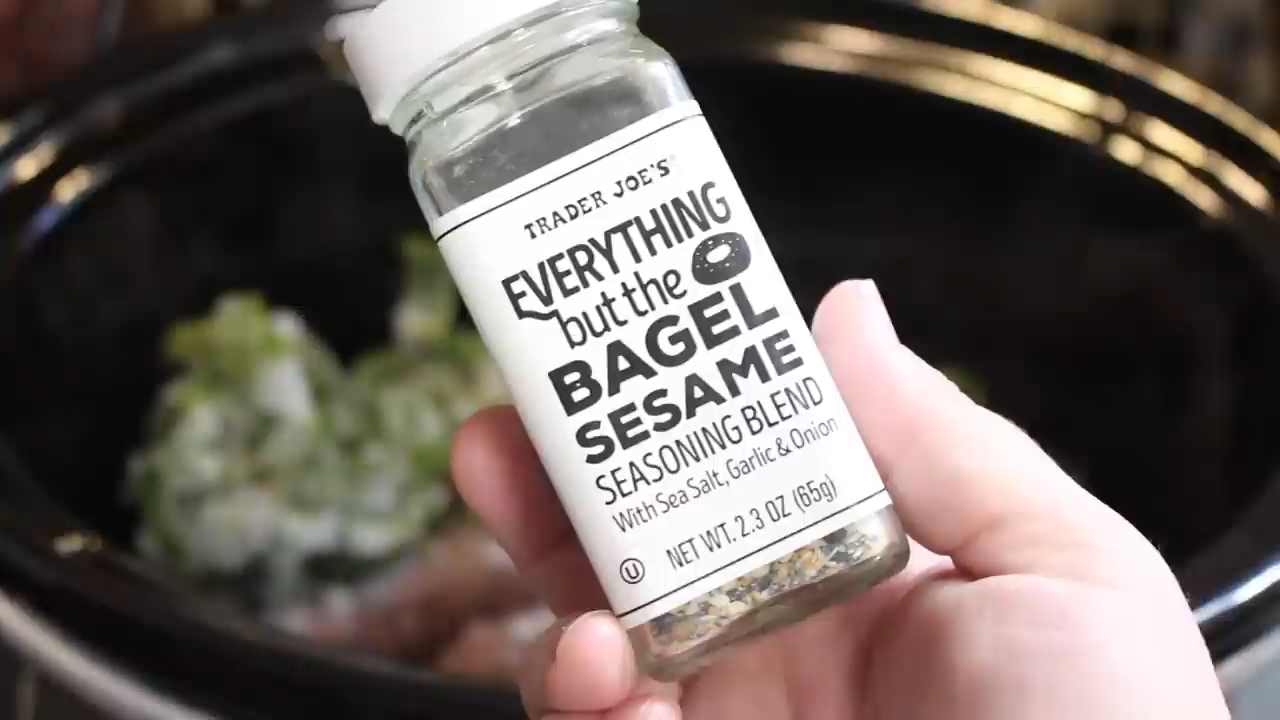 TRADER JOE'S
EVERYTHING
but the
BAGEL
SESAME
SEASONING BLEND
With Sea Salt, Garlic & Onion
NET WT. 2.3 OZ (65g)
U